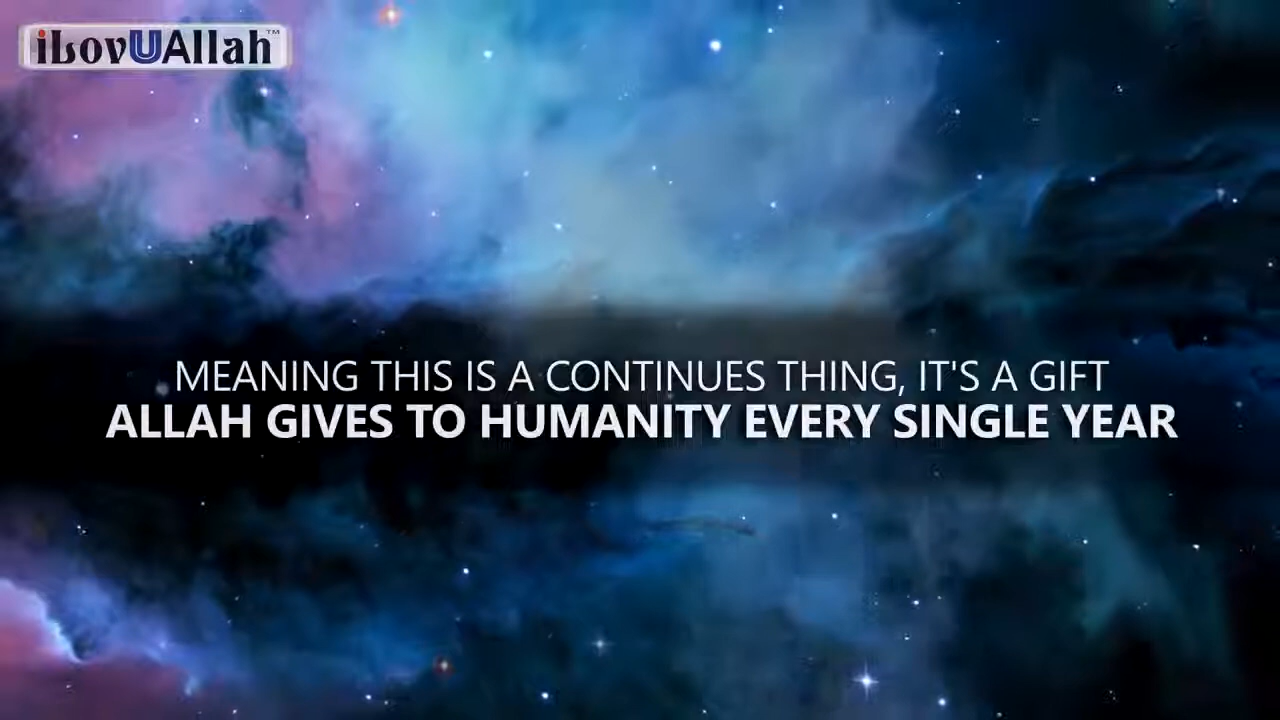 iLovUAllah™
MEANING THIS IS A CONTINUES THING, IT'S A GIFT
ALLAH GIVES TO HUMANITY EVERY SINGLE YEAR